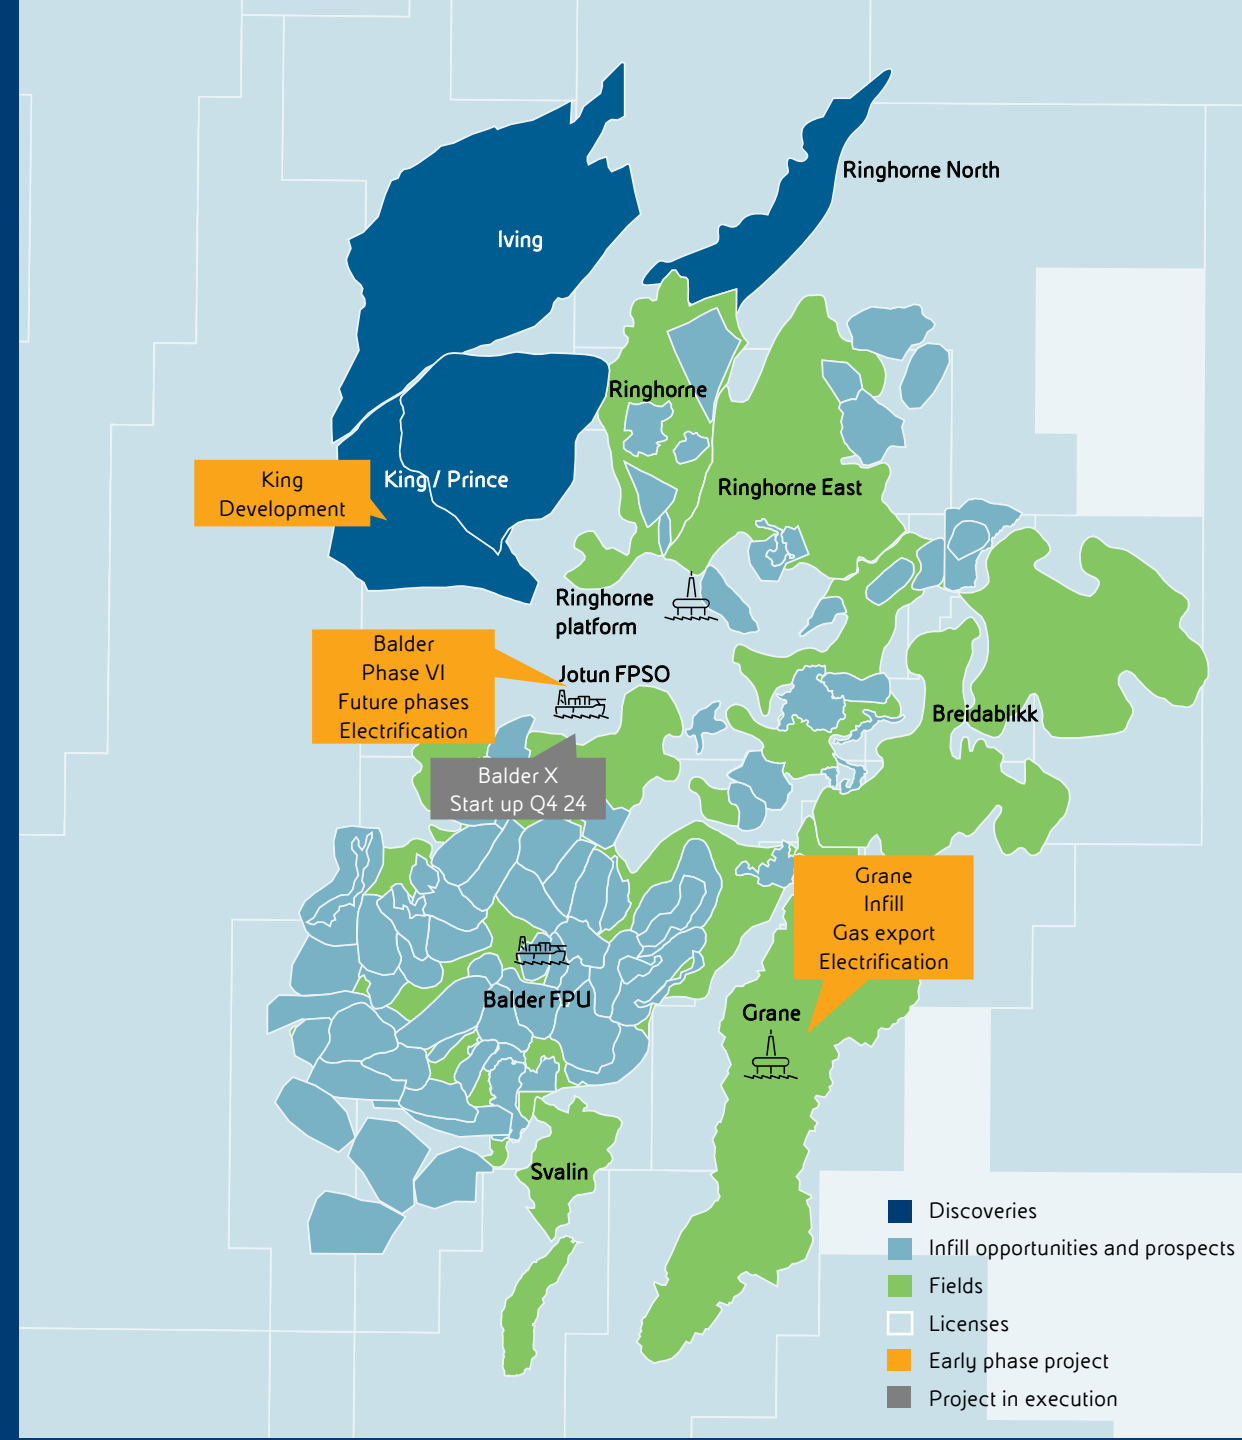 Ringhorne North
Iving
Ringhorne
King / Prince
King
Development
Ringhorne East
Ringhorne
platform
Balder
Phase VI
Future phases
Electrification
Jotun FPSO
Breidablikk
Balder X
Start up Q4 24
Grane
Infill
Gas export
Electrification
Balder FPU
Grane
Svalin
Discoveries
Infill opportunities and prospects
Fields
Licenses
Early phase project
Project in execution